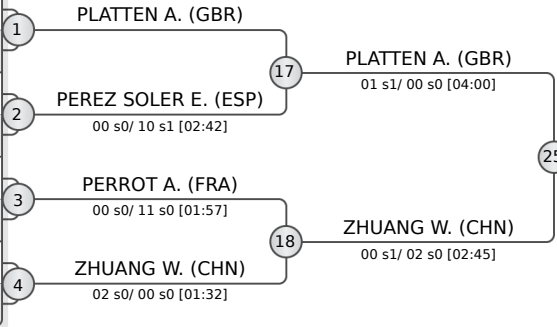 PLATTEN A. (GBR)
1
17
PLATTEN A. (GBR)
01 s1/ 00 s0 [04:00]
2
PEREZ SOLER E. (ESP)
00 s0/ 10 s1 [02:42]
25
3
PERROT A. (FRA)
00 s0/ 11 s0 [01:57]
18
ZHUANG W. (CHN)
00 s1/ 02 s0 [02:45]
4
ZHUANG W. (CHN)
02 s0/ 00 s0 [01:32]